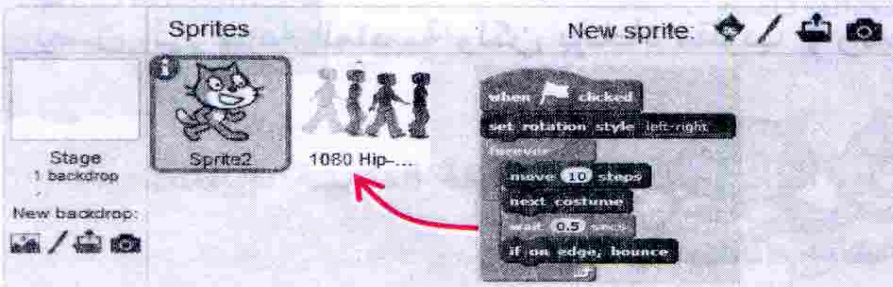 Sprites
New sprite:
Stage
1 backdrop
New backdrop:
Sprite2
1080 Hip-...
when clicked
set rotation style left-right
forever
move 10 steps
next costume
wait 0.5 secs
if on edge, bounce